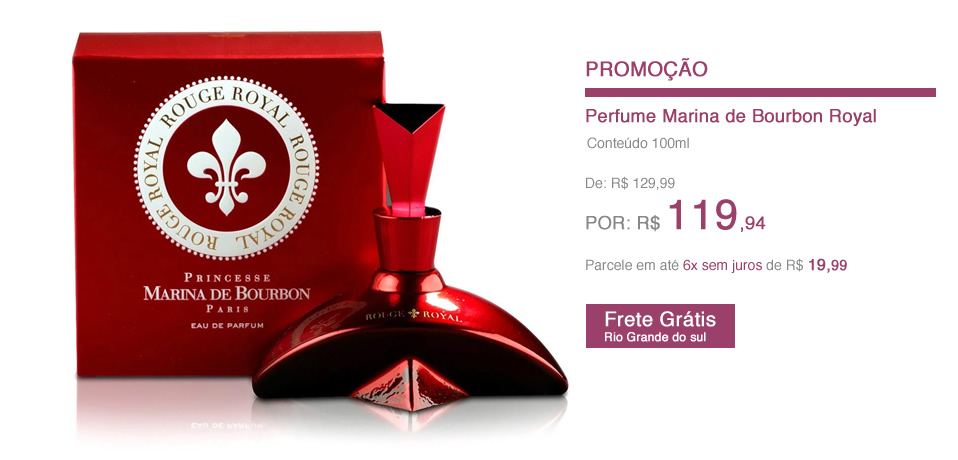 ROUGE ROYAL ROUGE ROYAL ROUGE ROYAL
PRINCESSE
MARINA DE BOURBON
PARIS
EAU DE PARFUM
ROUGE ROYAL
PROMOÇÃO
Perfume Marina de Bourbon Royal
Conteúdo 100ml
De: R$ 129,99
POR: R$ 119,94
Parcele em até 6x sem juros de R$ 19,99
Frete Grátis
Rio Grande do sul